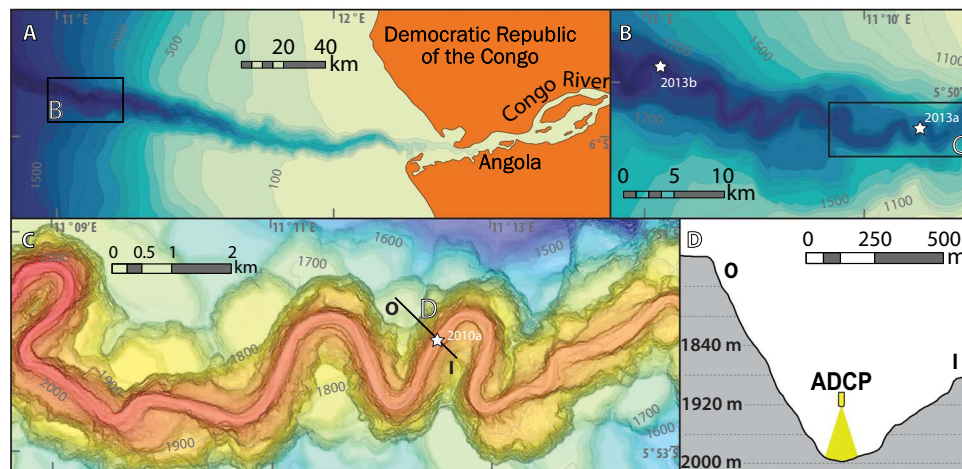 A
11°E
12°E
1000
500
0 20 40
km
Democratic Republic
of the Congo
Congo River
B
Angola
6°S
1500
100
B
11°E
11°10'
1700
1500
1100
2013b
5°50'
1700
2013a
C
0 5 10
km
1500
1100
C
11°09'E
11°11'E
11°13'E
0 0.5 1 2
km
1600
1500
1700
O
D
2010a
I
1800
1900
2000
1800
1900
1700
1600
5°53'S
D
0 250 500
m
O
1840 m
I
ADCP
1920 m
2000 m